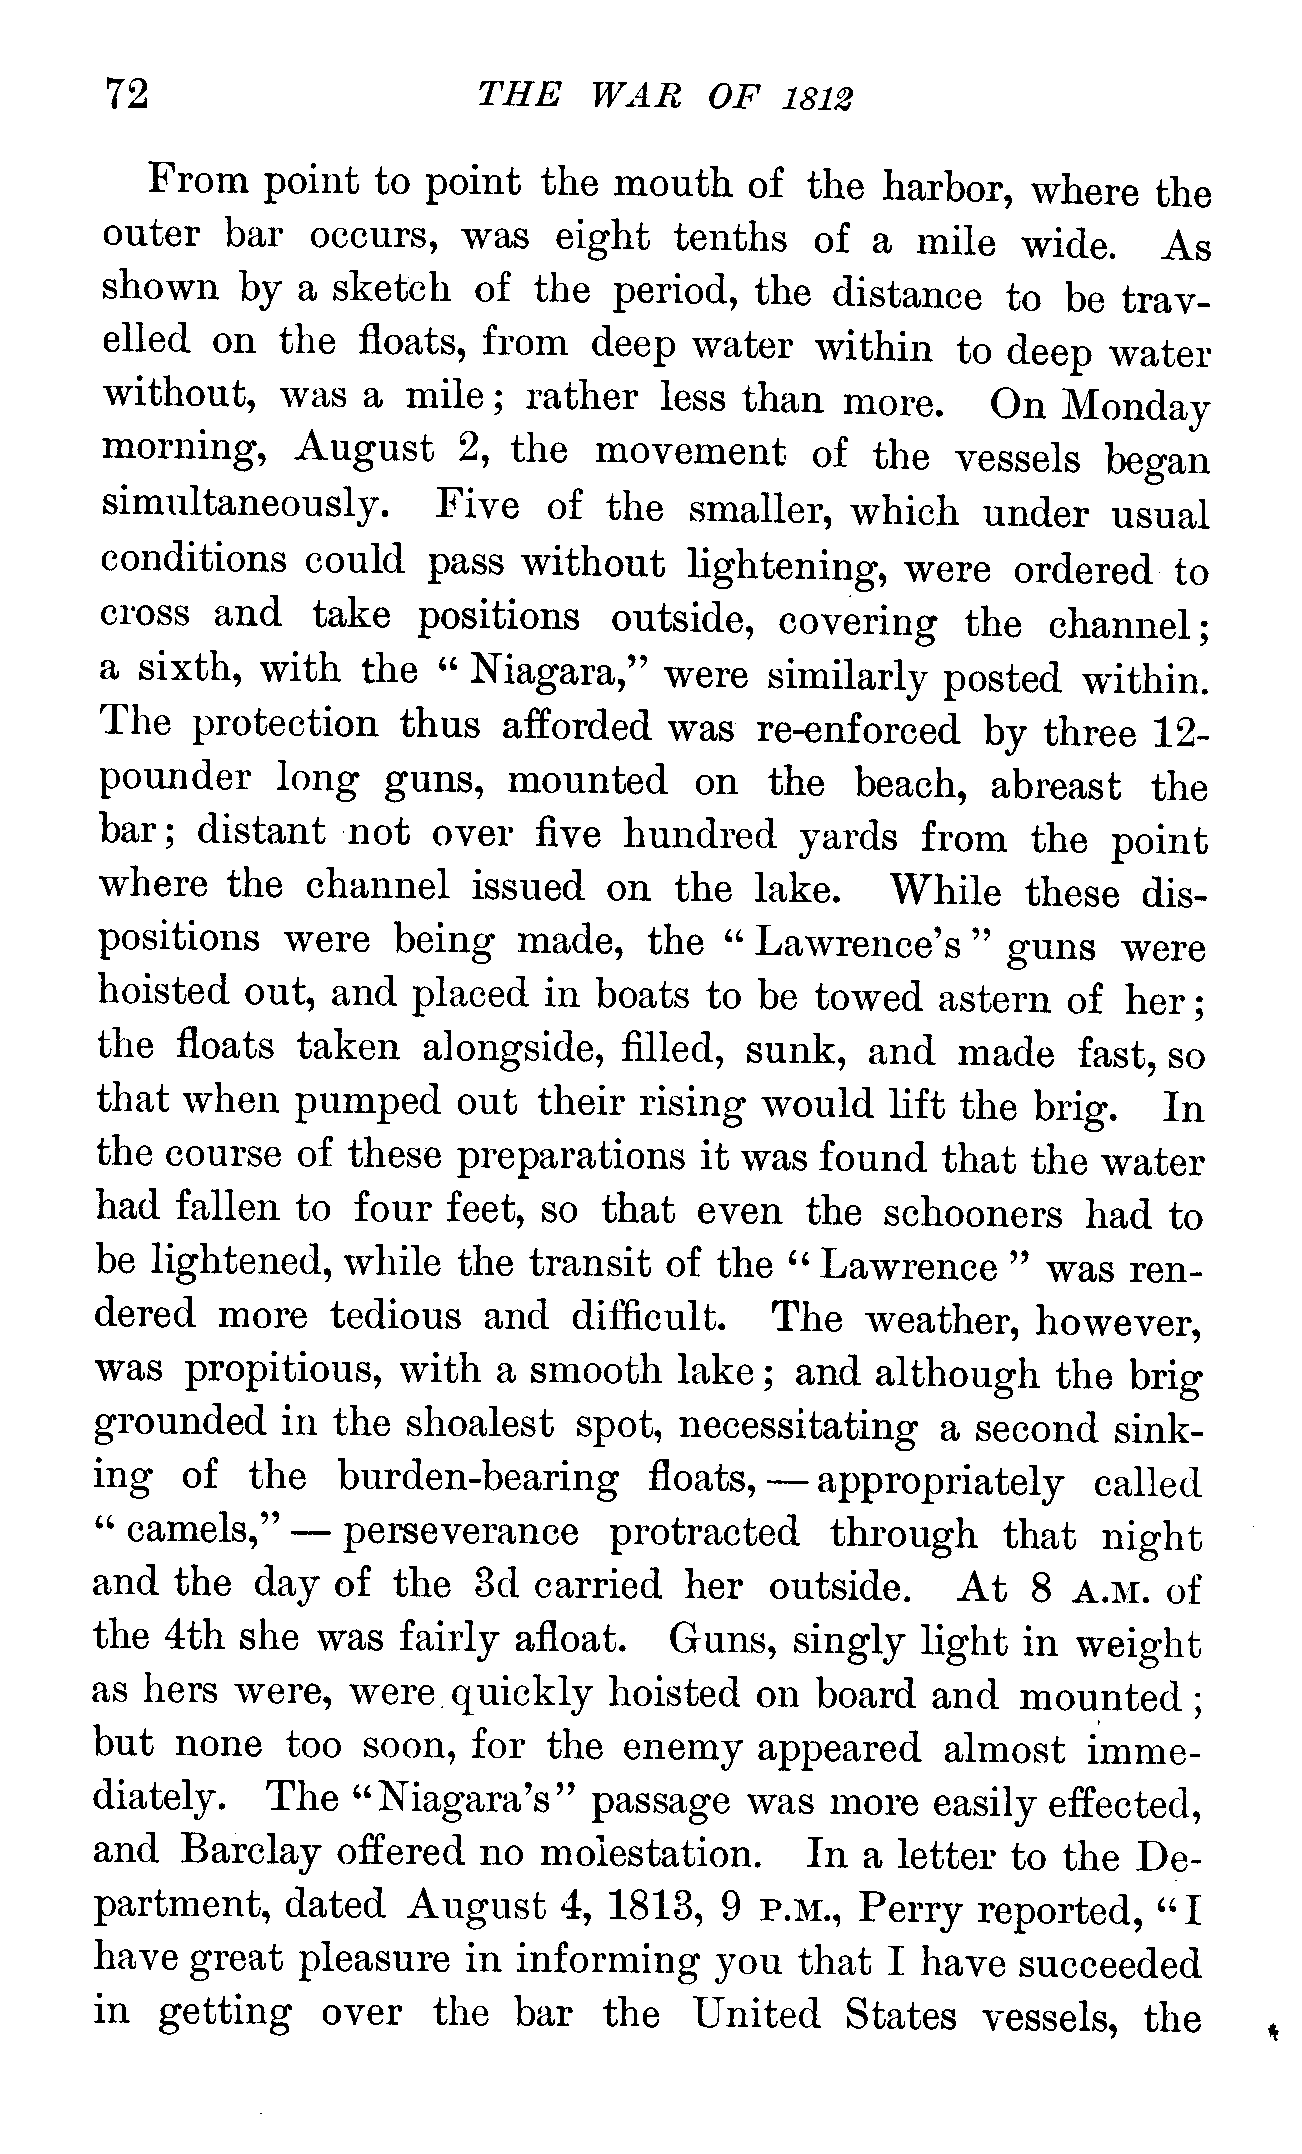 72 THE WAR OF 1812
From point to point the mouth of the harbor, where the
outer bar occurs, was eight tenths of a mile wide. As
shown by a sketch of the period, the distance to be trav-
elled on the floats, from deep water within to deep water
without, was a mile; rather less than more. On Monday
morning, August 2, the movement of the vessels began
simultaneously. Five of the smaller, which under usual
conditions could pass without lightening, were ordered to
cross and take positions outside, covering the channel;
a sixth, with the “Niagara,” were similarly posted within.
The protection thus afforded was re-enforced by three 12-
pounder long guns, mounted on the beach, abreast the
bar; distant not over five hundred yards from the point
where the channel issued on the lake. While these dis-
positions were being made, the “Lawrence’s” guns were
hoisted out, and placed in boats to be towed astern of her;
the floats taken alongside, filled, sunk, and made fast, so
that when pumped out their rising would lift the brig. In
the course of these preparations it was found that the water
had fallen to four feet, so that even the schooners had to
be lightened, while the transit of the “Lawrence” was ren-
dered more tedious and difficult. The weather, however,
was propitious, with a smooth lake; and although the brig
grounded in the shoalest spot, necessitating a second sink-
ing of the burden-bearing floats, — appropriately called
“camels,” — perseverance protracted through that night
and the day of the 3d carried her outside. At 8 A.M. of
the 4th she was fairly afloat. Guns, singly light in weight
as hers were, were quickly hoisted on board and mounted;
but none too soon, for the enemy appeared almost imme-
diately. The “Niagara’s” passage was more easily effected,
and Barclay offered no molestation. In a letter to the De-
partment, dated August 4, 1813, 9 P.M., Perry reported, “I
have great pleasure in informing you that I have succeeded
in getting over the bar the United States vessels, the